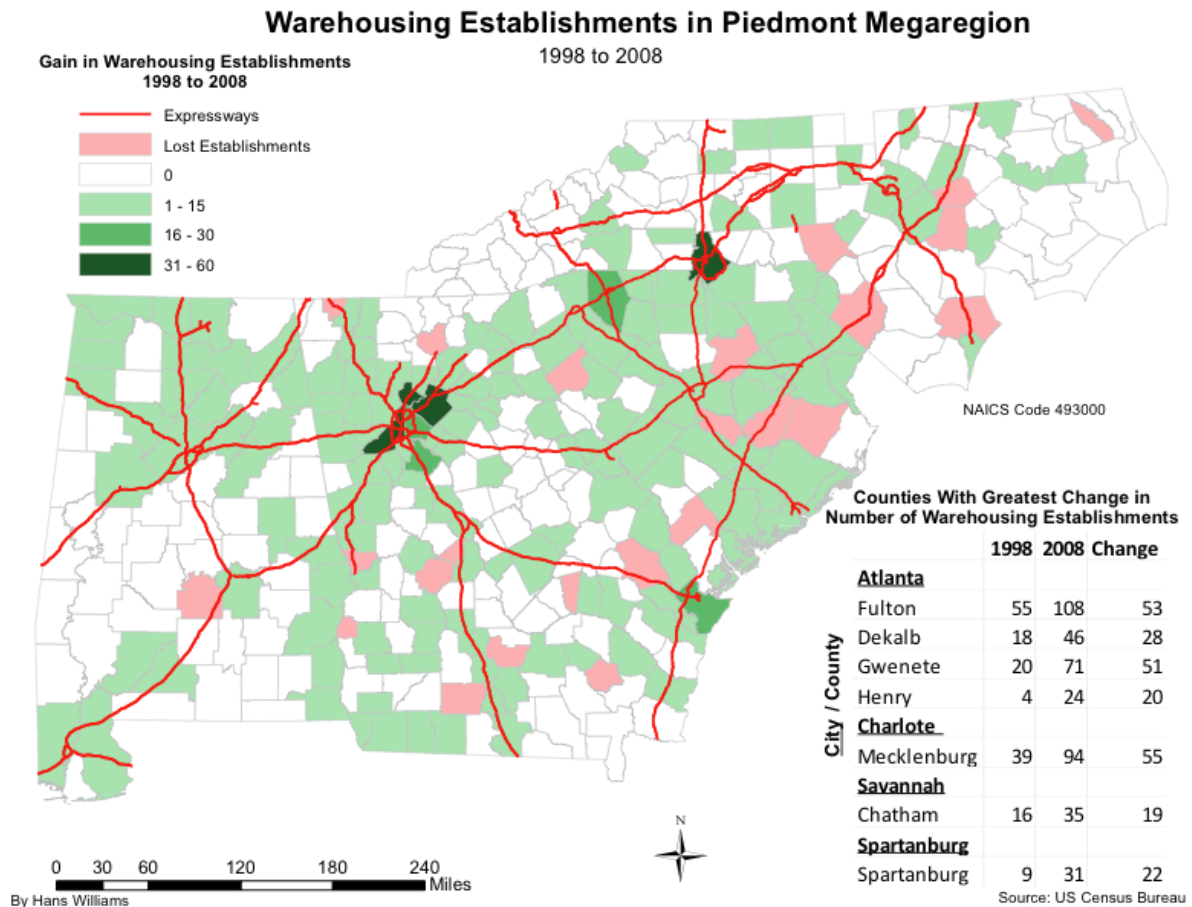 Warehousing Establishments in Piedmont Megaregion
1998 to 2008
Gain in Warehousing Establishments
1998 to 2008
Expressways
Lost Establishments
0
1 - 15
16 - 30
31 - 60
NAICS Code 493000
Counties With Greatest Change in
Number of Warehousing Establishments
1998 2008 Change
City / County
Atlanta
Fulton 55 108 53
Dekalb 18 46 28
Gwenete 20 71 51
Henry 4 24 20
Charlote
Mecklenburg 39 94 55
Savannah
Chatham 16 35 19
Spartanburg
Spartanburg 9 31 22
N
0 30 60 120 180 240
Miles
By Hans Williams
Source: US Census Bureau